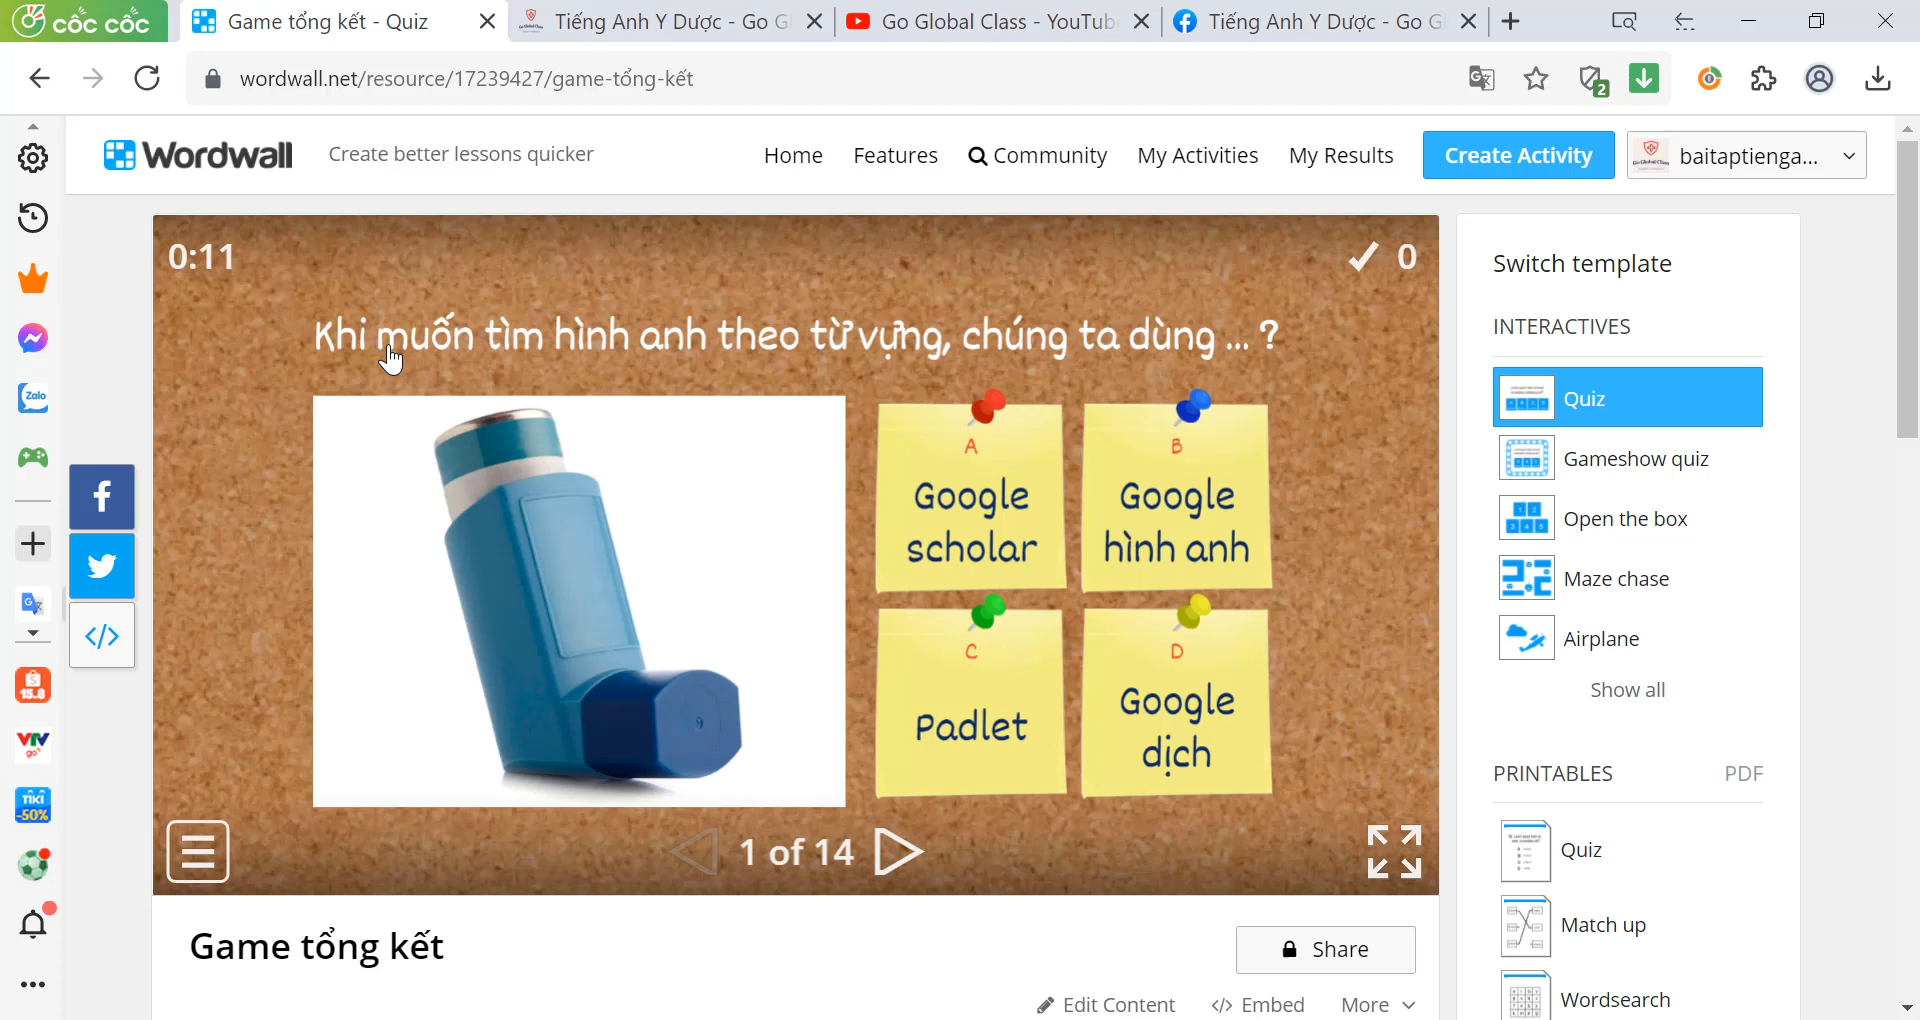 cốc cốc
Game tổng kết - Quiz
Tiếng Anh Y Dược - Go G
Go Global Class - YouTub
Tiếng Anh Y Dược - Go G
wordwall.net/resource/17239427/game-tổng-kết
2
Wordwall
Create better lessons quicker
Home
Features
Community
My Activities
My Results
Create Activity
baitaptienga...
0:11
0
Khi muốn tìm hình anh theo từ vựng, chúng ta dùng ... ?
A
Google
scholar
B
Google
hình anh
C
Padlet
D
Google
dịch
1 of 14
Switch template
INTERACTIVES
Quiz
Gameshow quiz
Open the box
Maze chase
Airplane
Show all
PRINTABLES
PDF
Quiz
Match up
Wordsearch
Game tổng kết
Share
Edit Content
Embed
More
Zalo
15.8
VTV
go
TIKI
-50%